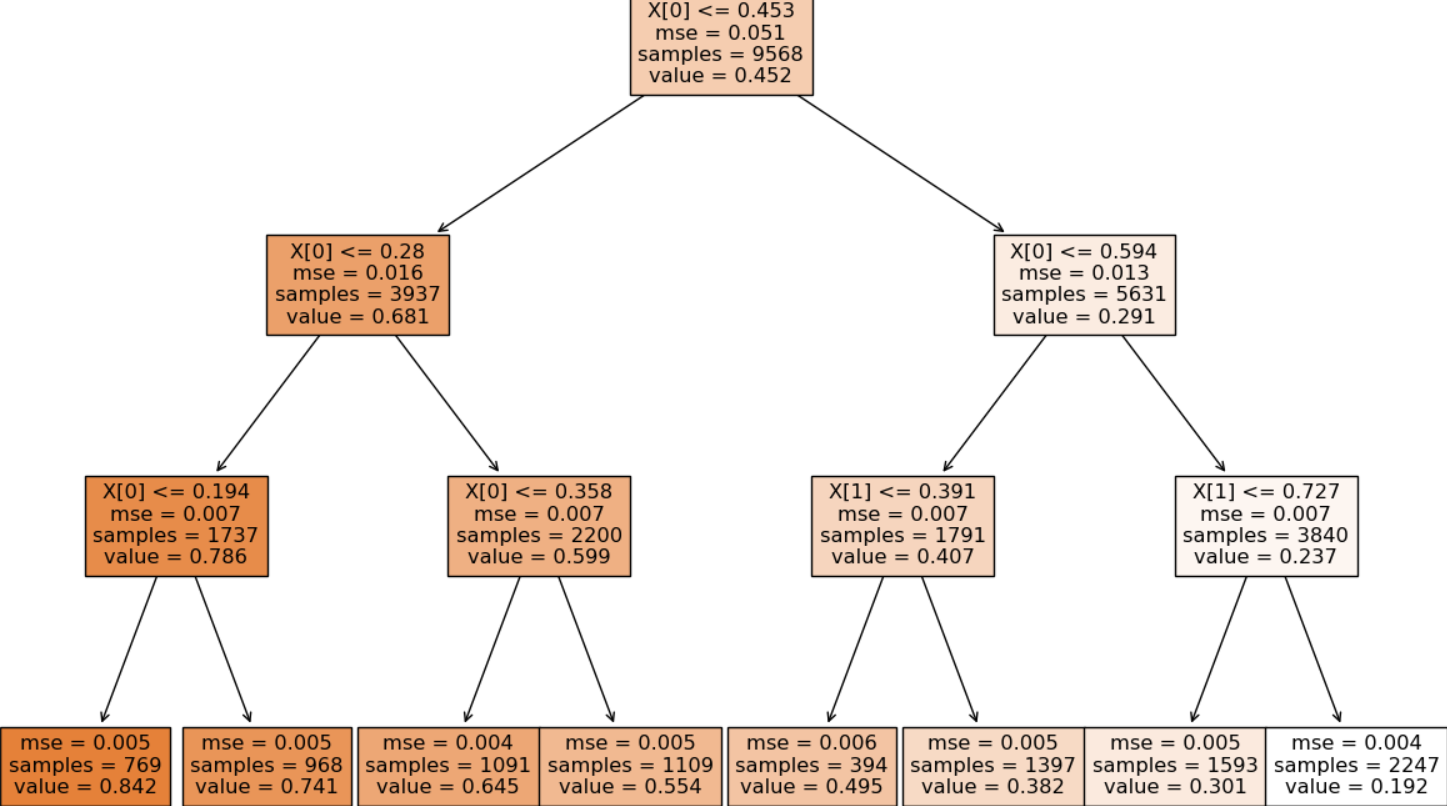 X[0] <= 0.453
mse = 0.051
samples = 9568
value = 0.452
X[0] <= 0.28
mse = 0.016
samples = 3937
value = 0.681
X[0] <= 0.594
mse = 0.013
samples = 5631
value = 0.291
X[0] <= 0.194
mse = 0.007
samples = 1737
value = 0.786
X[0] <= 0.358
mse = 0.007
samples = 2200
value = 0.599
X[1] <= 0.391
mse = 0.007
samples = 1791
value = 0.407
X[1] <= 0.727
mse = 0.007
samples = 3840
value = 0.237
mse = 0.005
samples = 769
value = 0.842
mse = 0.005
samples = 968
value = 0.741
mse = 0.004
samples = 1091
value = 0.645
mse = 0.005
samples = 1109
value = 0.554
mse = 0.006
samples = 394
value = 0.495
mse = 0.005
samples = 1397
value = 0.382
mse = 0.005
samples = 1593
value = 0.301
mse = 0.004
samples = 2247
value = 0.192